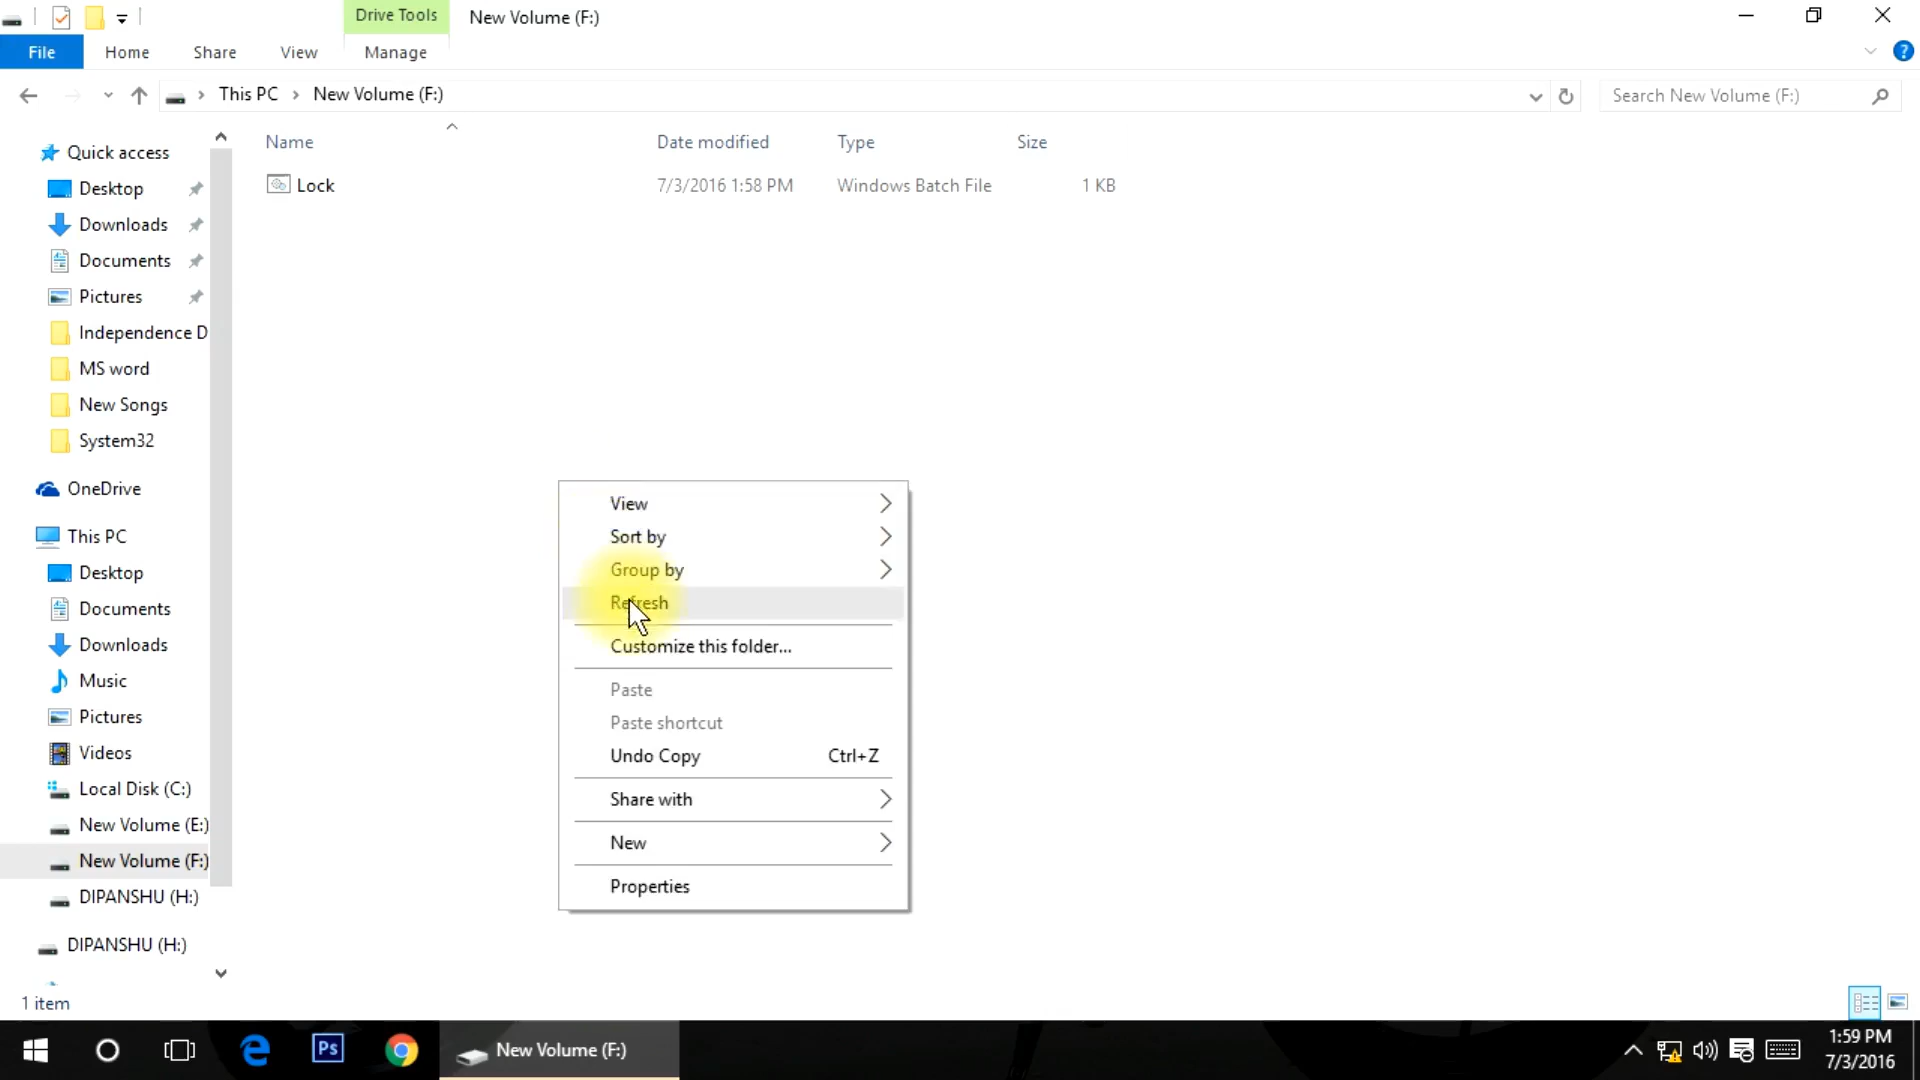 Drive Tools
New Volume (F:)
File
Home
Share
View
Manage
?
This PC
New Volume (F:)
Search New Volume (F:)
Name
Date modified
Type
Size
Lock
7/3/2016 1:58 PM
Windows Batch File
1 KB
Quick access
Desktop
Downloads
Documents
Pictures
Independence D
MS word
New Songs
System32
OneDrive
This PC
Desktop
Documents
Downloads
Music
Pictures
Videos
Local Disk (C:)
New Volume (E:)
New Volume (F:)
DIPANSHU (H:)
DIPANSHU (H:)
View
Sort by
Group by
Refresh
Customize this folder...
Paste
Paste shortcut
Undo Copy Ctrl+Z
Share with
New
Properties
1 item
Ps
New Volume (F:)
1:59 PM
7/3/2016